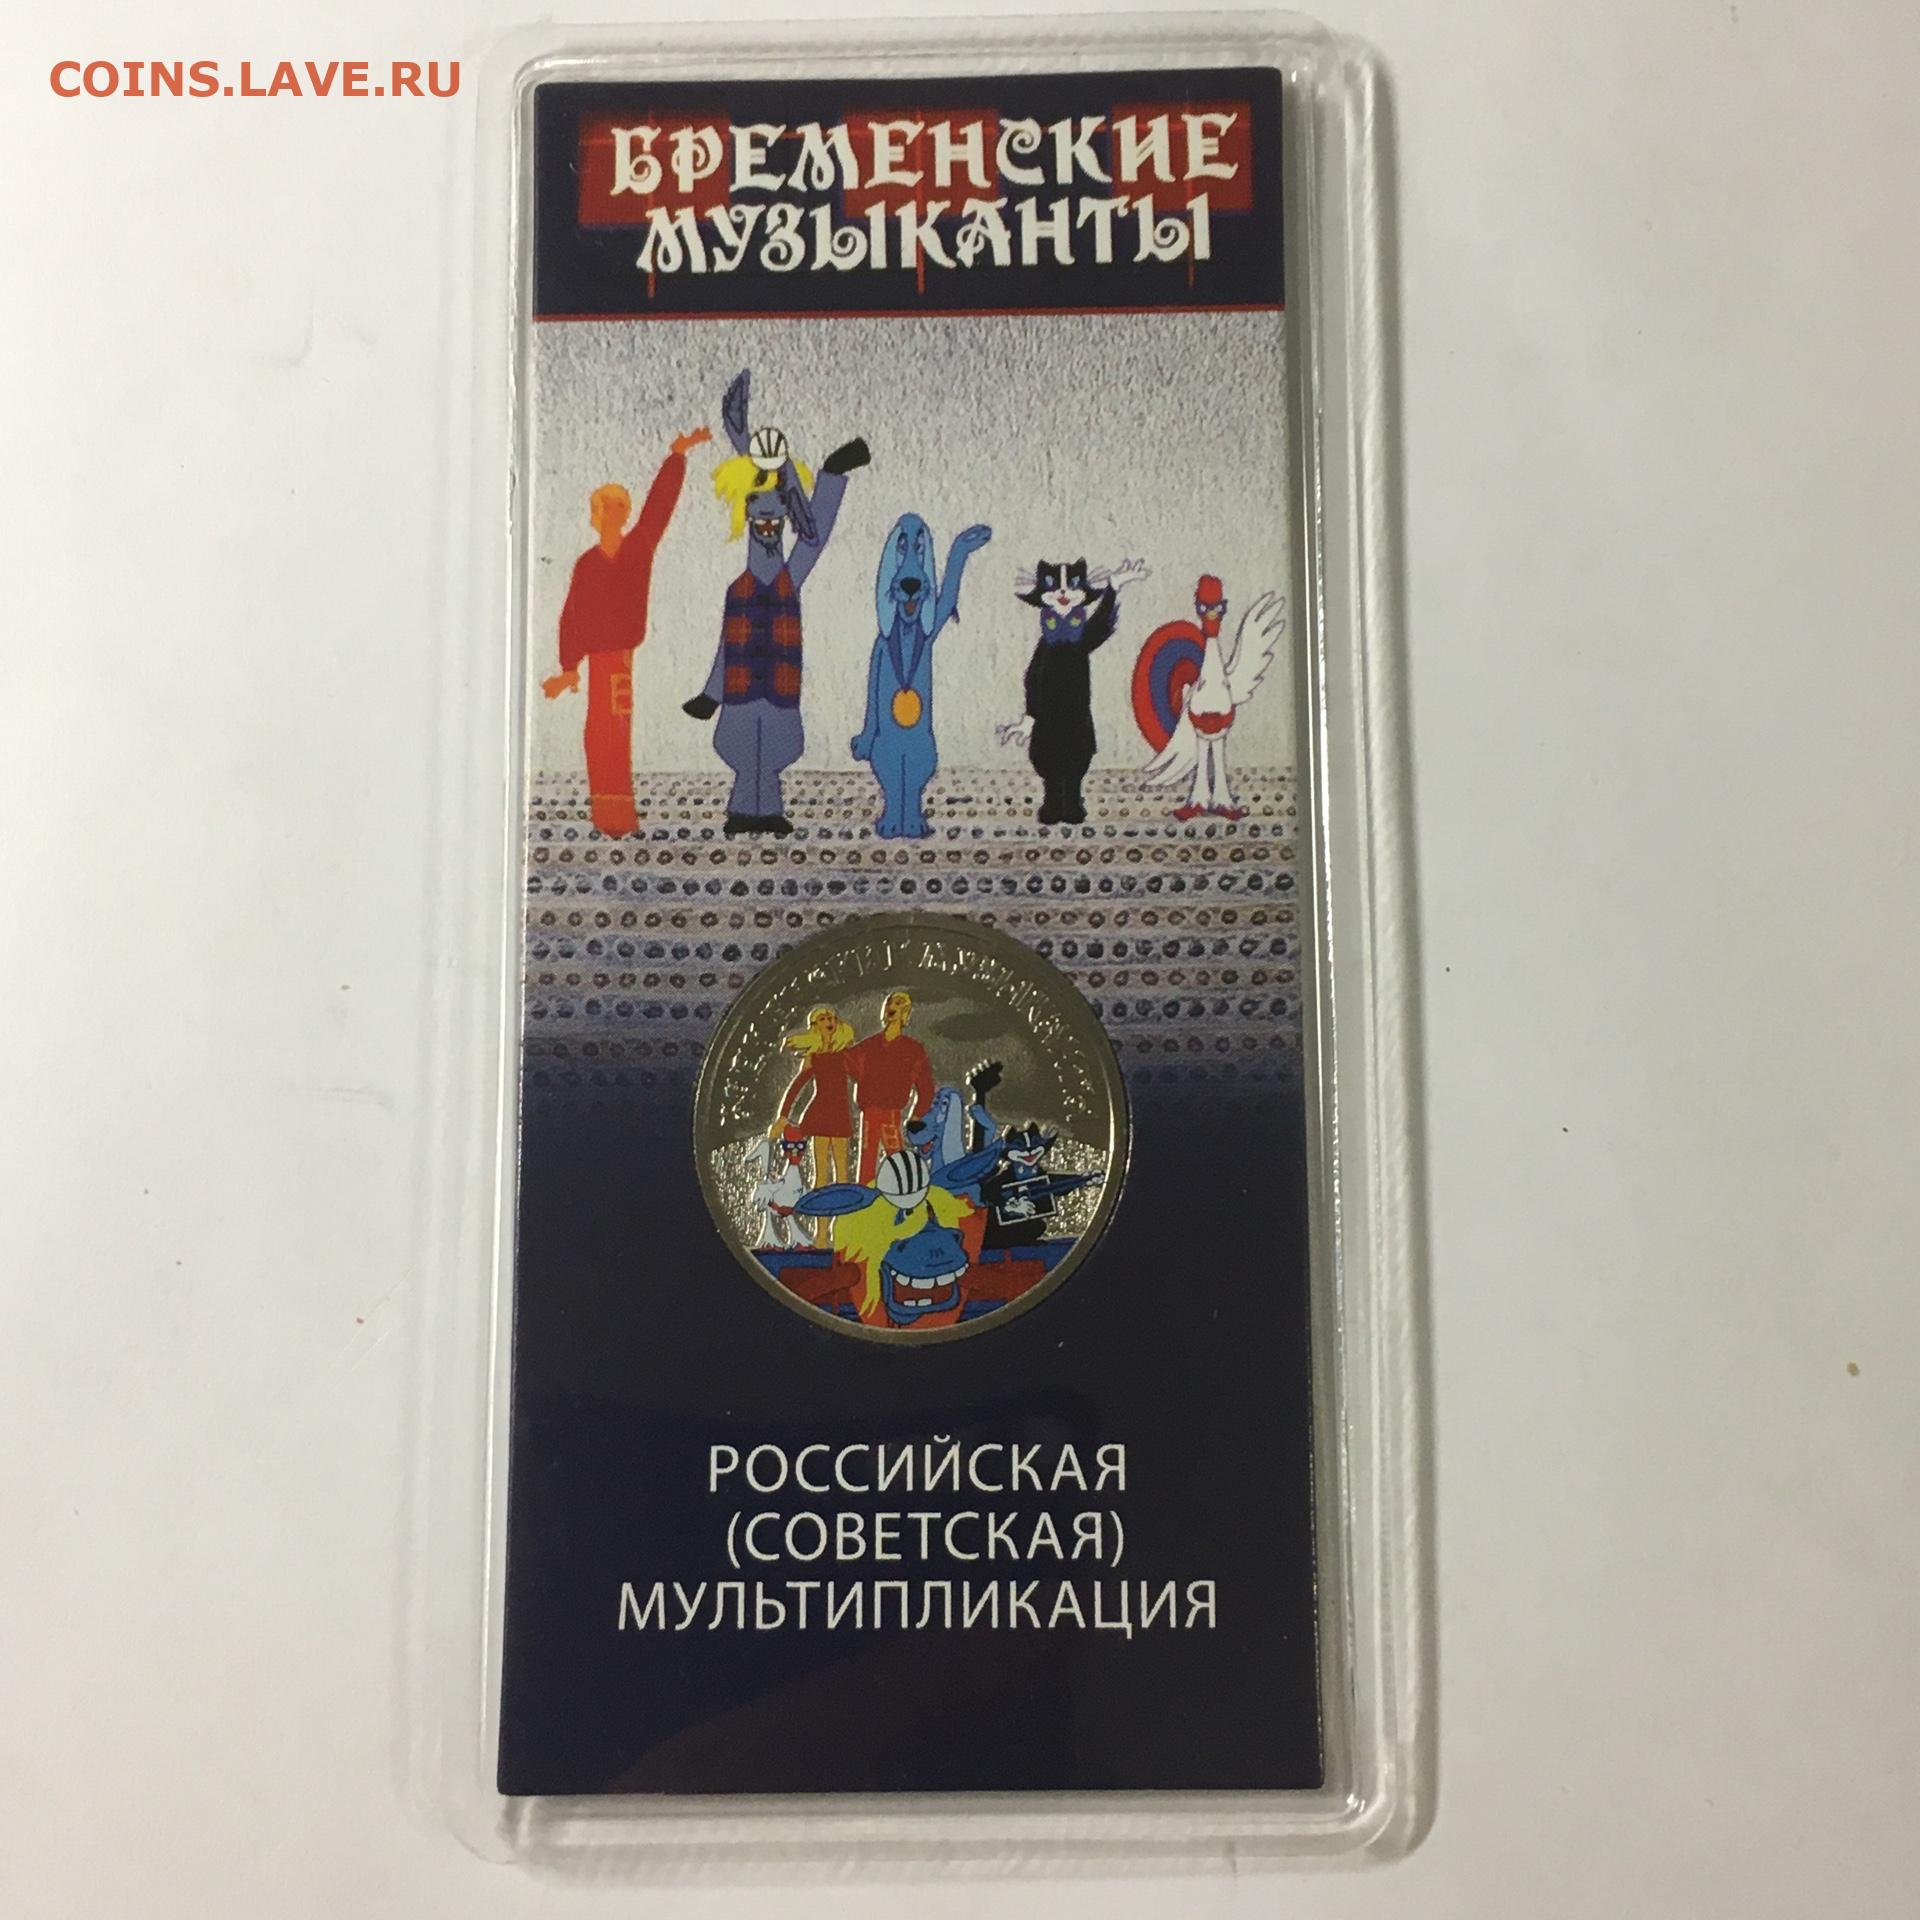 COINS.LAVE.RU
БРЕМЕНСКИЕ
МУЗЫКАНТЫ
РОССИЙСКАЯ
(СОВЕТСКАЯ)
МУЛЬТИПЛИКАЦИЯ